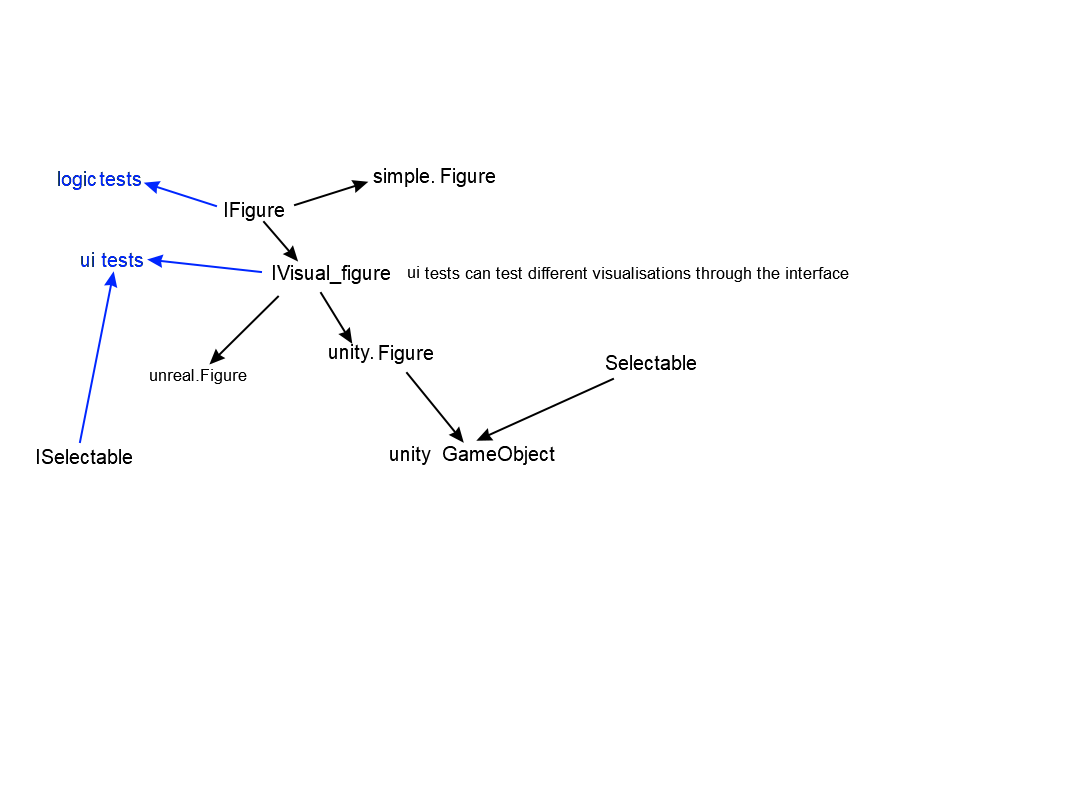 logic tests
simple. Figure
IFigure
ui tests
IVisual_figure
ui tests can test different visualisations through the interface
unity. Figure
Selectable
unreal.Figure
ISelectable
unity GameObject